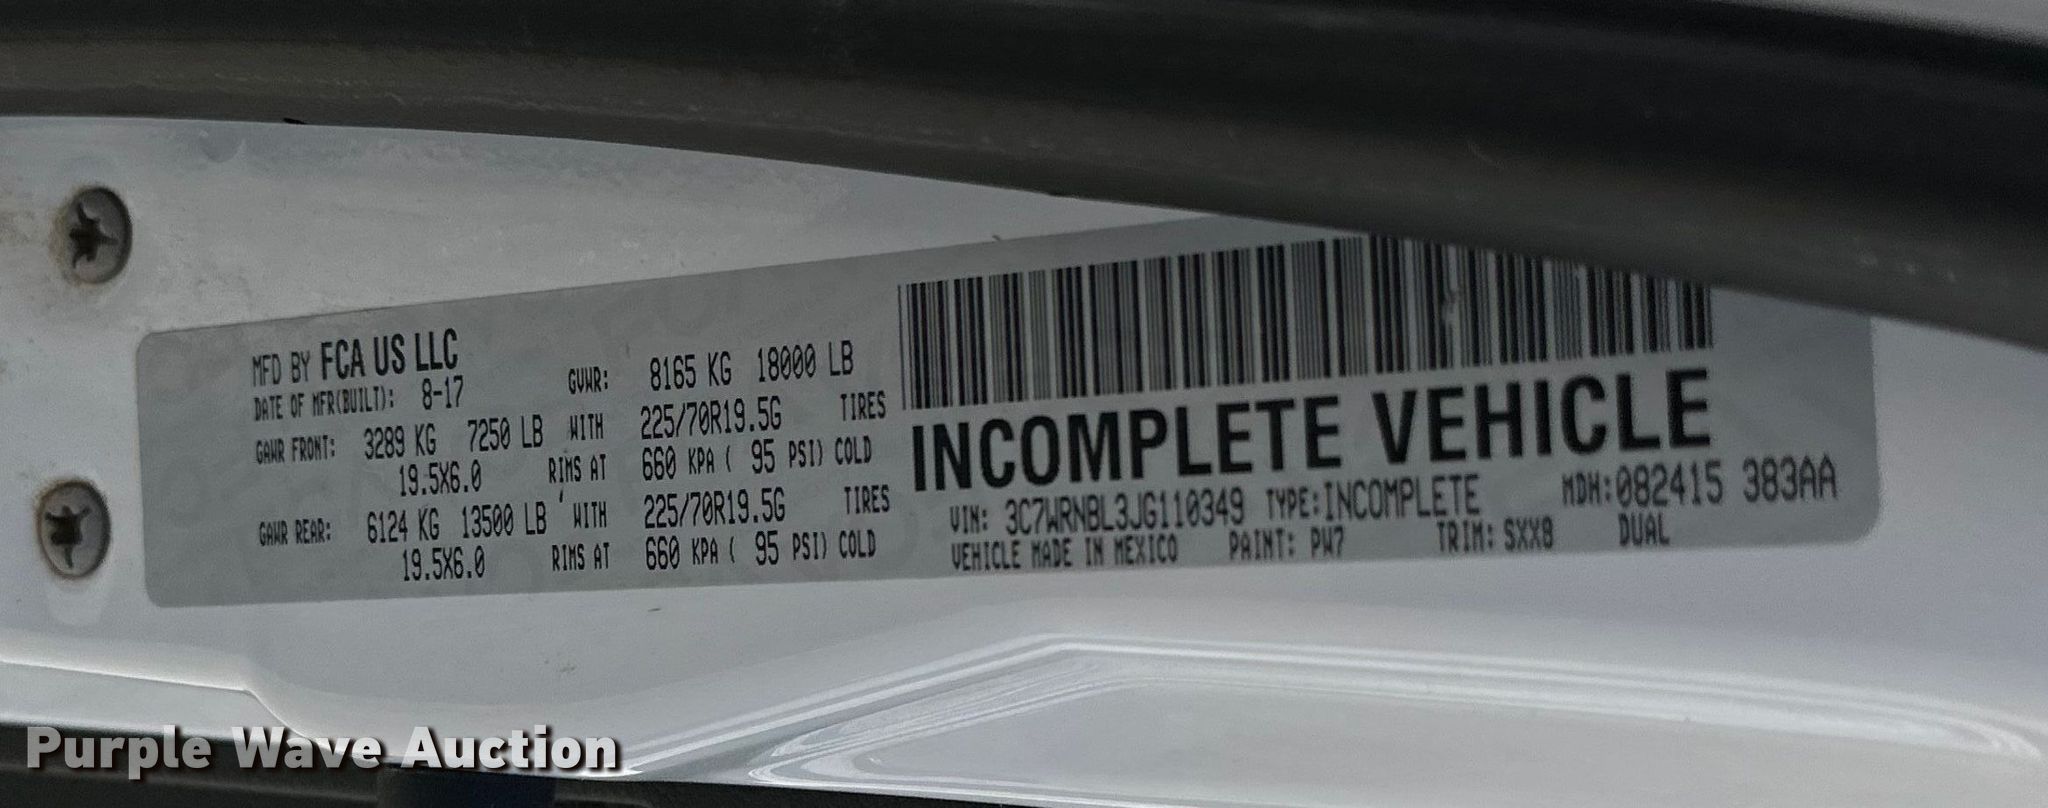 MFD BY FCA US LLC
DATE OF MFR(BUILT): 8-17 GVWR: 8165 KG 18000 LB
GAWR FRONT: 3289 KG 7250 LB WITH 225/70R19.5G TIRES
19.5X6.0 RIMS AT 660 KPA ( 95 PSI) COLD
GAWR REAR: 6124 KG 13500 LB WITH 225/70R19.5G TIRES
19.5X6.0 RIMS AT 660 KPA ( 95 PSI) COLD
INCOMPLETE VEHICLE
VIN: 3C7WRNBL3JG110349 TYPE:INCOMPLETE MDH:082415 383AA
VEHICLE MADE IN MEXICO PAINT: PW7 TRIM: SXX8 DUAL
Purple Wave Auction